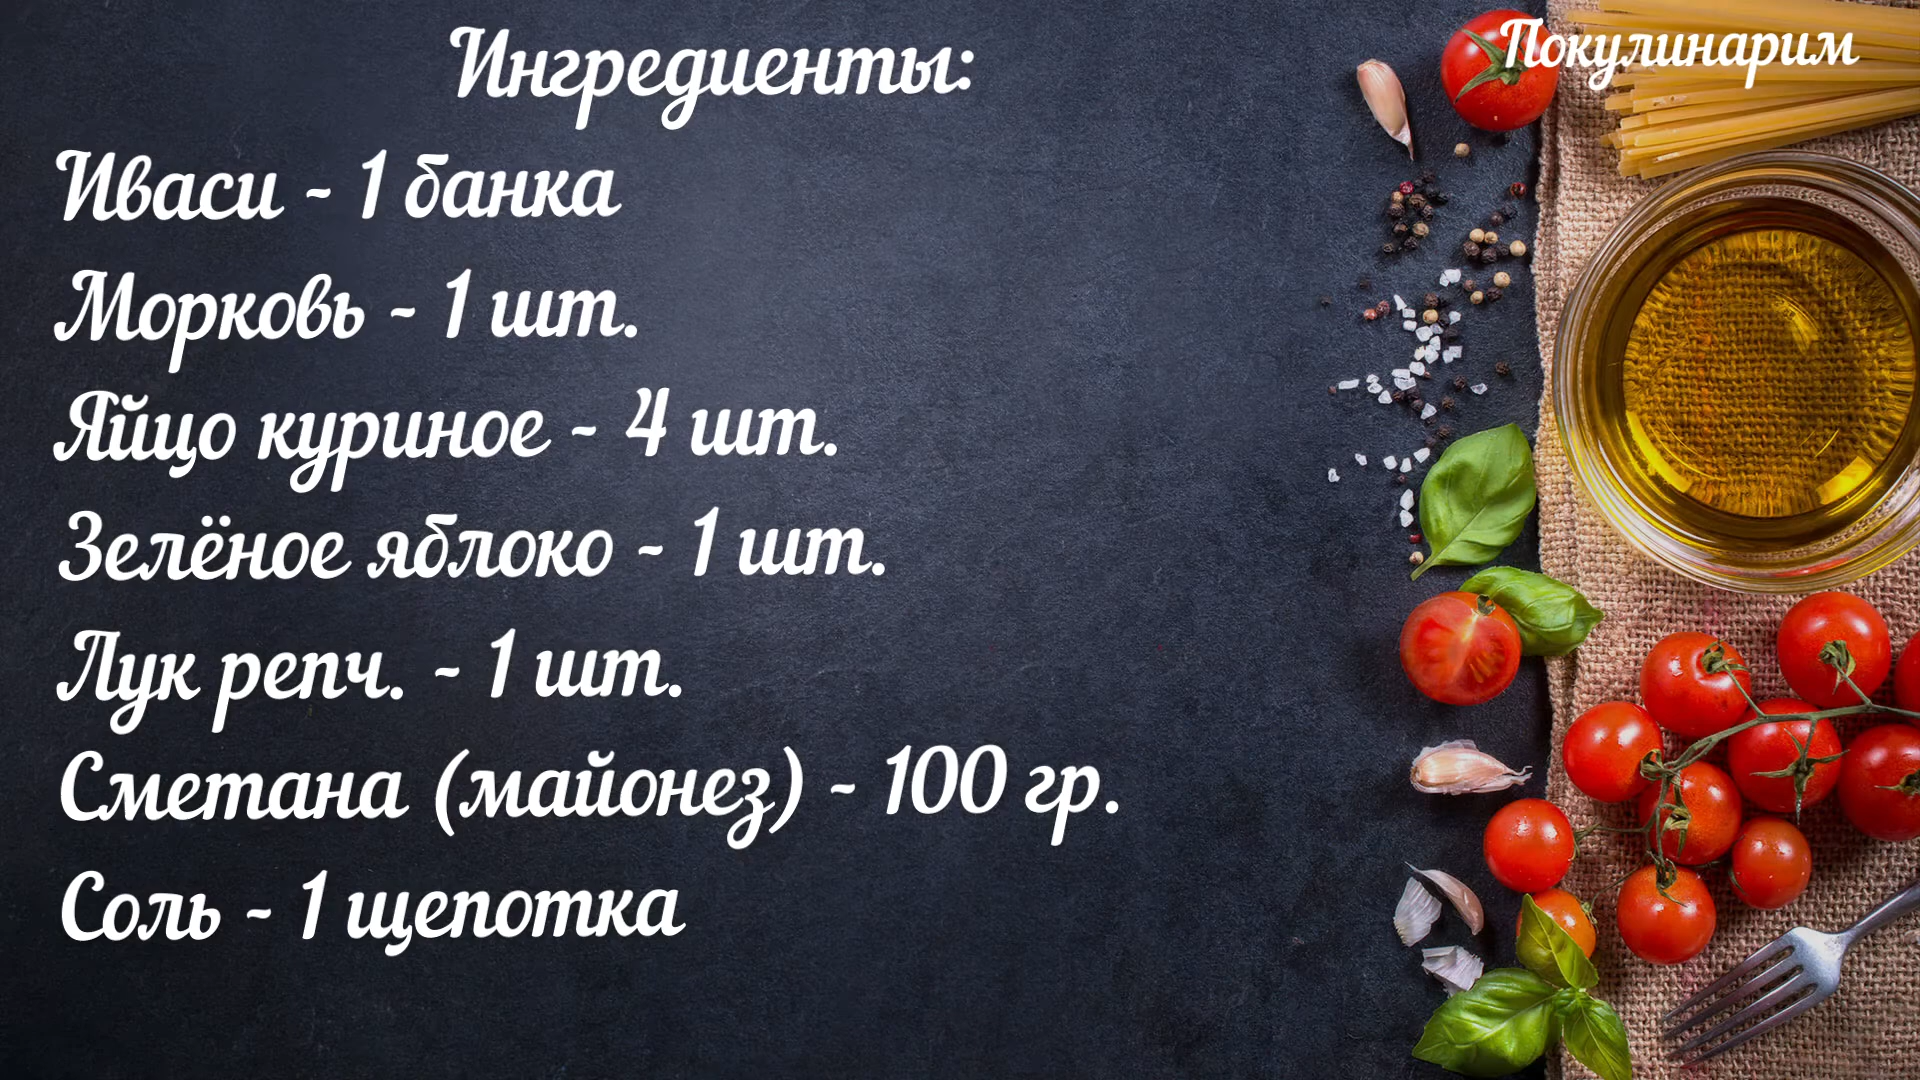 Ингредиенты:
Покулинарим
Иваси - 1 банка
Морковь - 1 шт.
Яйцо куриное - 4 шт.
Зелёное яблоко - 1 шт.
Лук репч. - 1 шт.
Сметана (майонез) - 100 гр.
Соль - 1 щепотка